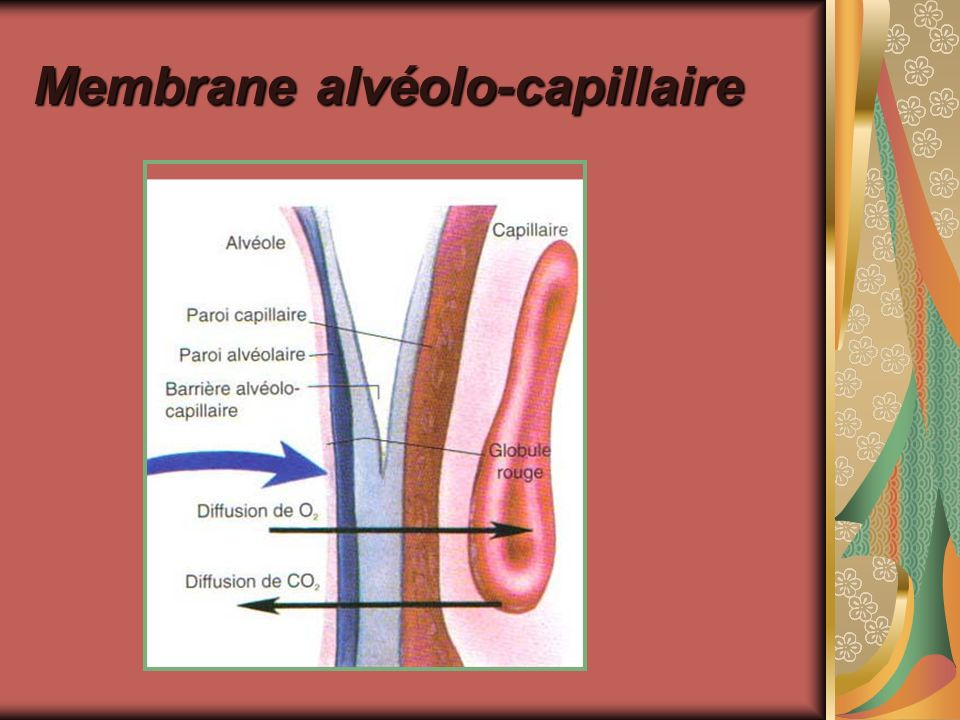 Membrane alvéolo-capillaire
Alvéole
Capillaire
Paroi capillaire
Paroi alvéolaire
Barrière alvéolo-
capillaire
Globule
rouge
Diffusion de O₂
Diffusion de CO₂